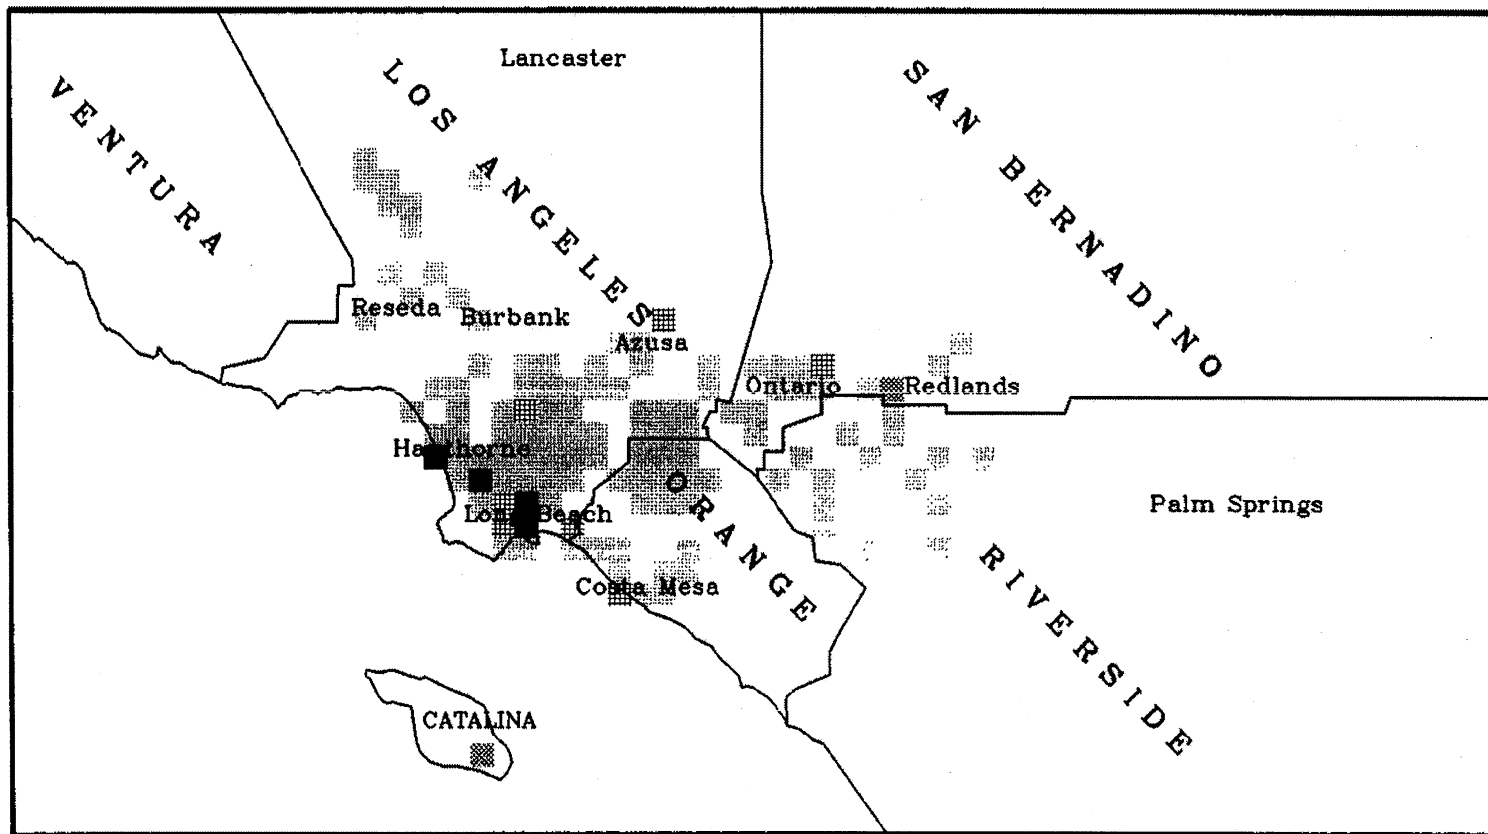 Lancaster
VENTURA
LOS ANGELES
SAN BERNADINO
Reseda
Burbank
Azusa
Ontario
Redlands
Hawthorne
Long Beach
Palm Springs
ORANGE
Costa Mesa
RIVERSIDE
CATALINA